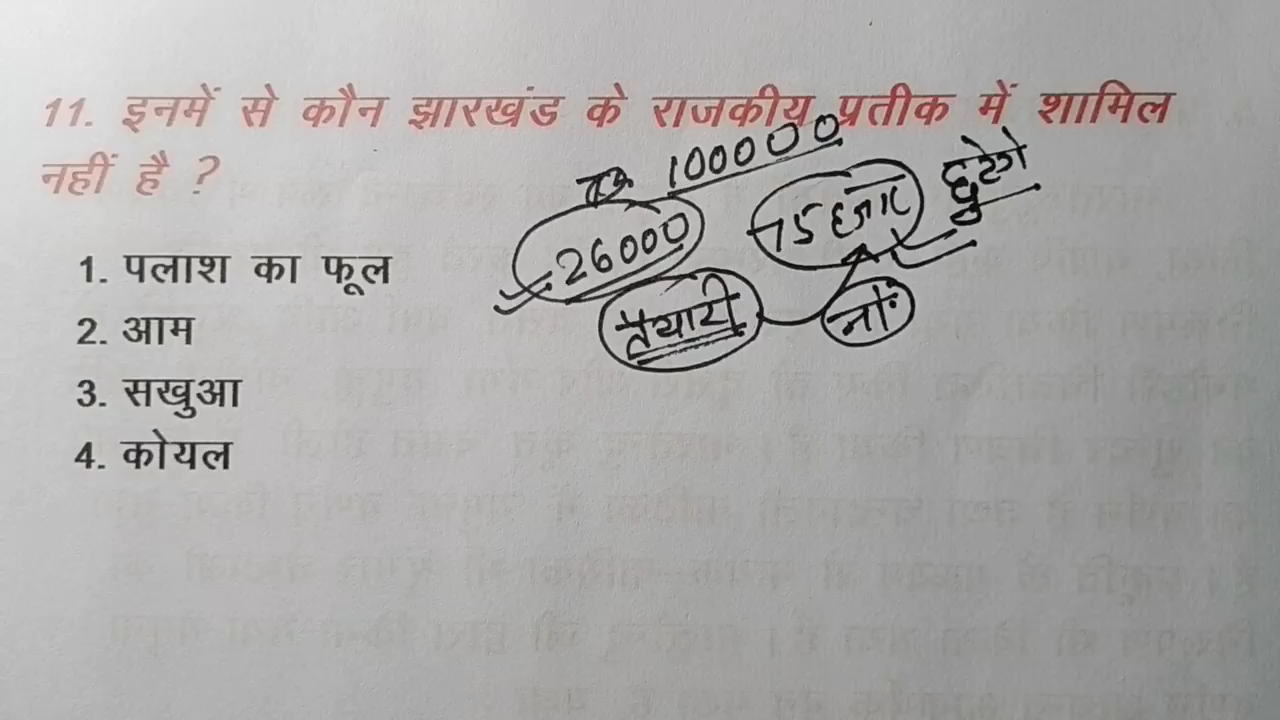 11. इनमें से कौन झारखंड के राजकीय प्रतीक में शामिल
नहीं है ?
100000
26000
75 हजार
छुटेगे
तैयारी
1. पलाश का फूल
2. आम
3. सखुआ
4. कोयल